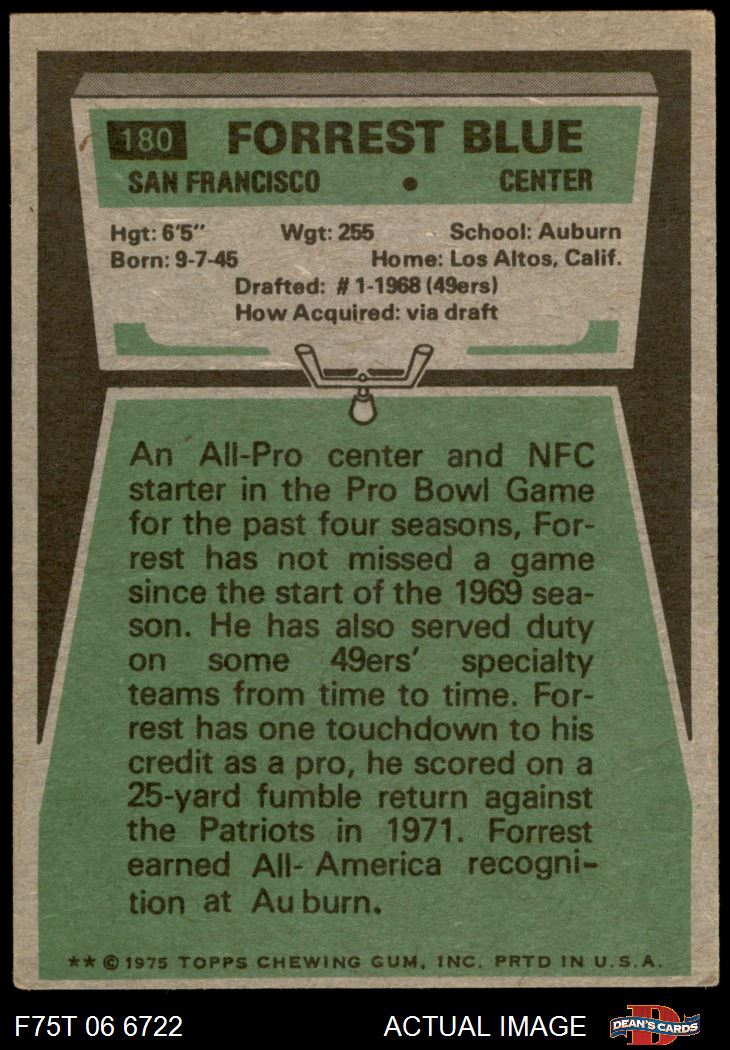 180 FORREST BLUE
SAN FRANCISCO • CENTER
Hgt: 6'5" Wgt: 255 School: Auburn
Born: 9-7-45 Home: Los Altos, Calif.
Drafted: #1-1968 (49ers)
How Acquired: via draft
An All-Pro center and NFC
starter in the Pro Bowl Game
for the past four seasons, For-
rest has not missed a game
since the start of the 1969 sea-
son. He has also served duty
on some 49ers' specialty
teams from time to time. For-
rest has one touchdown to his
credit as a pro, he scored on a
25-yard fumble return against
the Patriots in 1971. Forrest
earned All- America recogni-
tion at Au burn.
** © 1975 TOPPS CHEWING GUM, INC. PRTD IN U.S.A.
F75T 06 6722 ACTUAL IMAGE D DEAN'S CARDS